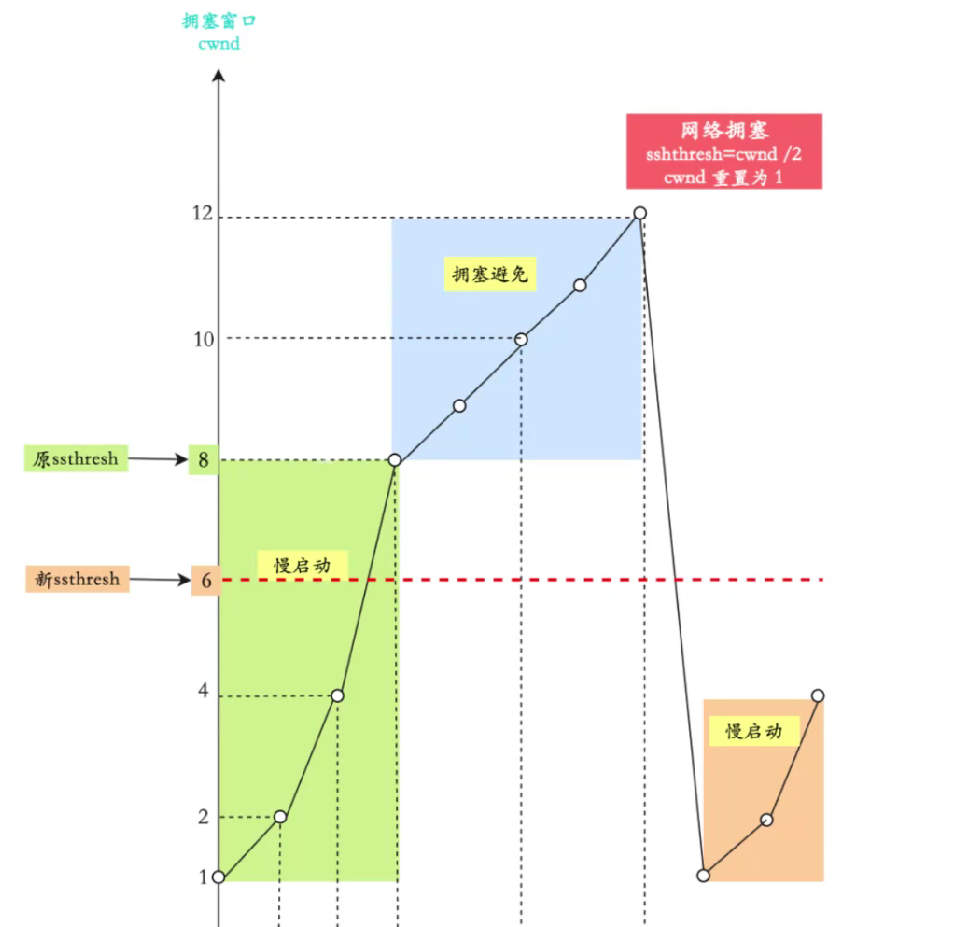 拥塞窗口
cwnd
网络拥塞
sshthresh=cwnd /2
cwnd 重置为 1
12
拥塞避免
10
原ssthresh
8
慢启动
新ssthresh
6
4
慢启动
2
1